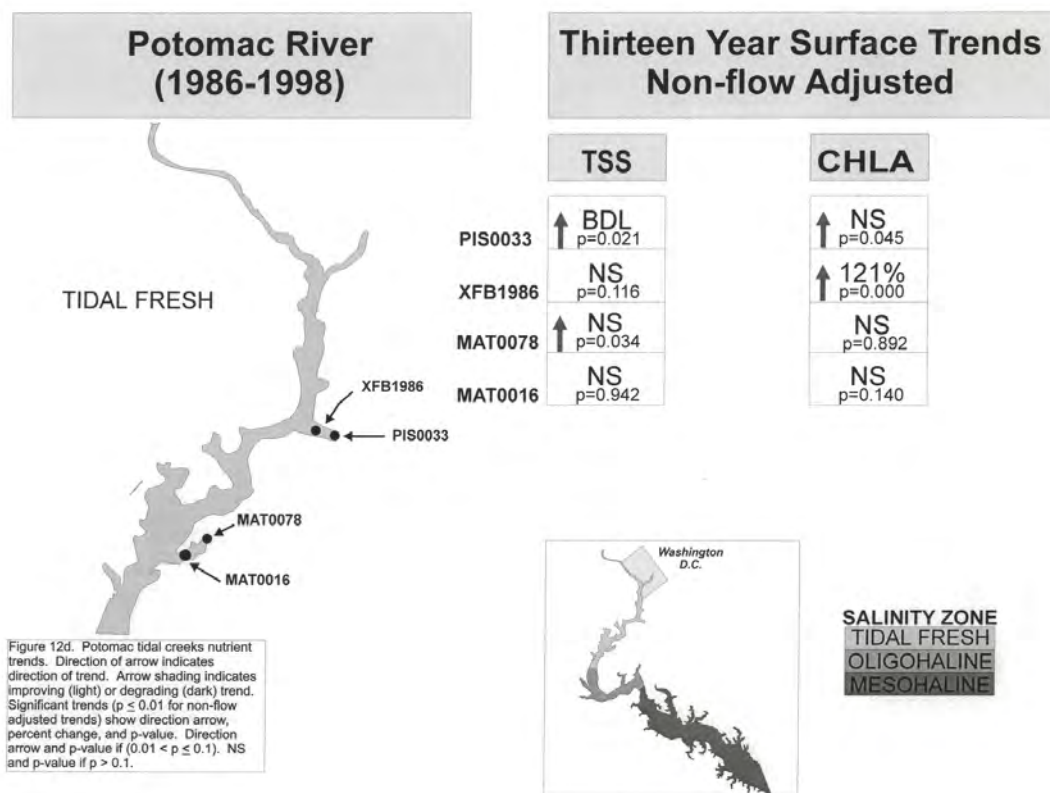 Potomac River
(1986-1998)
Thirteen Year Surface Trends
Non-flow Adjusted
TSS
CHLA
PIS0033
BDL
p=0.021
NS
p=0.045
XFB1986
NS
p=0.116
121%
p=0.000
MAT0078
NS
p=0.034
NS
p=0.892
MAT0016
NS
p=0.942
NS
p=0.140
TIDAL FRESH
XFB1986
PIS0033
MAT0078
MAT0016
Figure 12d. Potomac tidal creeks nutrient
trends. Direction of arrow indicates
direction of trend. Arrow shading indicates
improving (light) or degrading (dark) trend.
Significant trends (p ≤ 0.01 for non-flow
adjusted trends) show direction arrow,
percent change, and p-value. Direction
arrow and p-value if (0.01 < p ≤ 0.1). NS
and p-value if p > 0.1.
Washington
D.C.
SALINITY ZONE
TIDAL FRESH
OLIGOHALINE
MESOHALINE